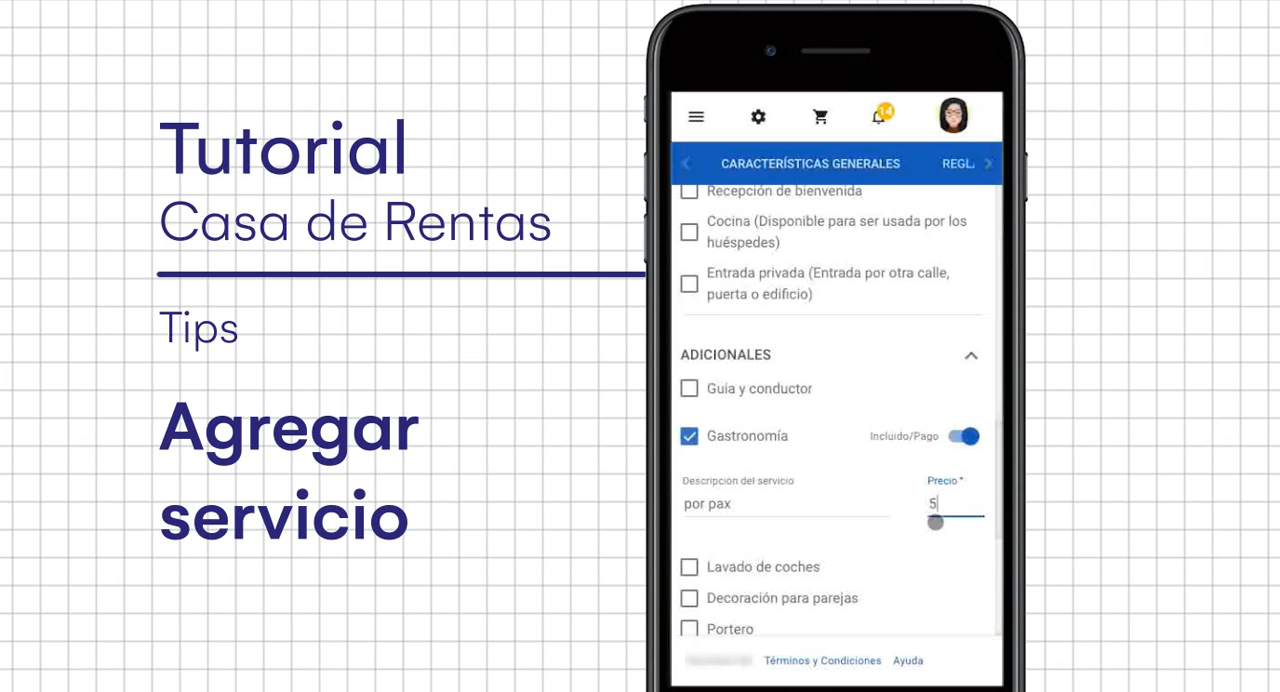 Tutorial
Casa de Rentas
Tips
Agregar
servicio
14
CARACTERÍSTICAS GENERALES
REGL
Recepción de bienvenida
Cocina (Disponible para ser usada por los
huéspedes)
Entrada privada (Entrada por otra calle,
puerta o edificio)
ADICIONALES
Guia y conductor
Gastronomía
Incluido/Pago
Descripcion del servicio
Precio *
por pax
5
Lavado de coches
Decoración para parejas
Portero
Términos y Condiciones
Ayuda